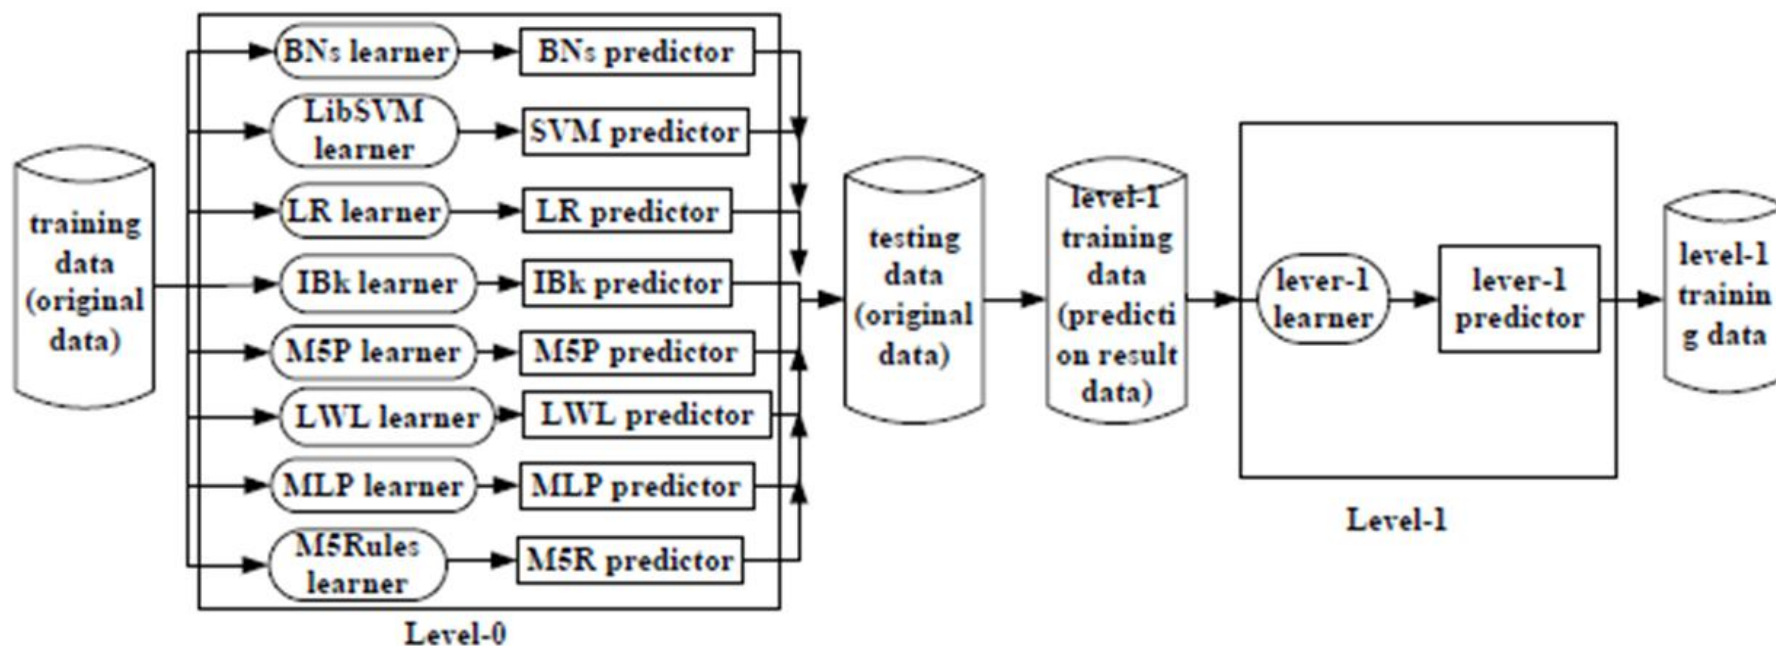 training
data
(original
data)
BNs learner
BNs predictor
LibSVM
learner
SVM predictor
LR learner
LR predictor
IBk learner
IBk predictor
M5P learner
M5P predictor
LWL learner
LWL predictor
MLP learner
MLP predictor
M5Rules
learner
M5R predictor
Level-0
testing
data
(original
data)
level-1
training
data
(predicti
on result
data)
lever-1
learner
lever-1
predictor
Level-1
level-1
trainin
g data